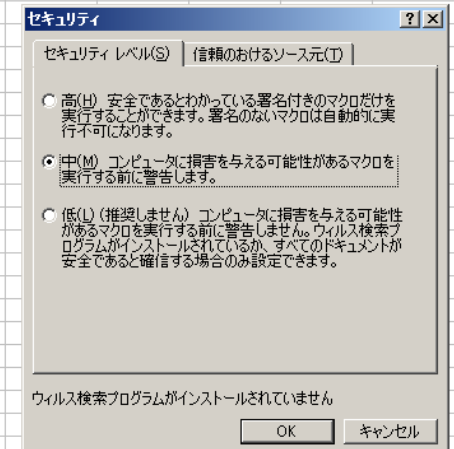 セキュリティ
セキュリティ レベル(S)
信頼のおけるソース元(T)
高(H) 安全であるとわかっている署名付きのマクロだけを
実行することができます。署名のないマクロは自動的に実
行不可になります。
中(M) コンピュータに損害を与える可能性があるマクロを
実行する前に警告します。
低(L) (推奨しません) コンピュータに損害を与える可能性
があるマクロを実行する前に警告しません。ウィルス検索プ
ログラムがインストールされているか、すべてのドキュメントが
安全であると確信する場合のみ設定できます。
ウィルス検索プログラムがインストールされていません
OK
キャンセル